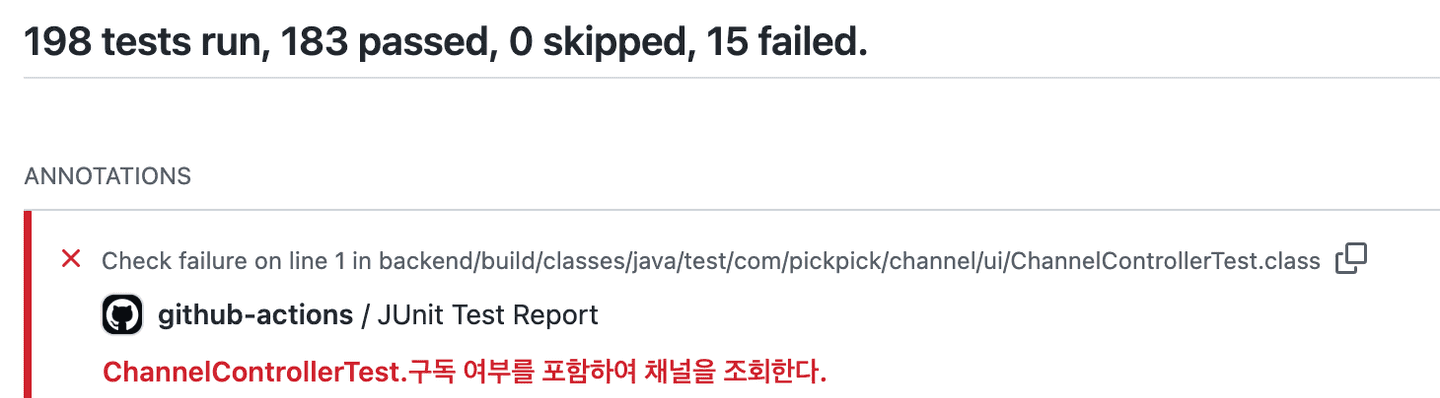 198 tests run, 183 passed, 0 skipped, 15 failed.
ANNOTATIONS
Check failure on line 1 in backend/build/classes/java/test/com/pickpick/channel/ui/ChannelControllerTest.class
github-actions / JUnit Test Report
ChannelControllerTest.구독 여부를 포함하여 채널을 조회한다.